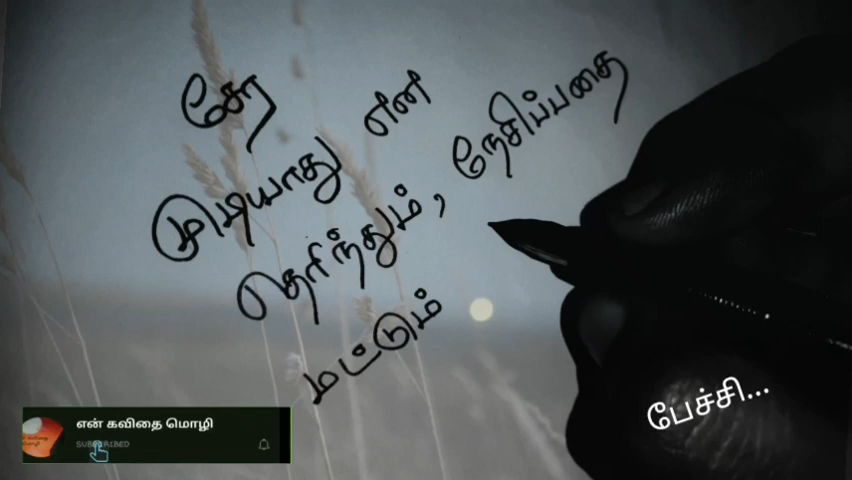 சேர
முடியாது என
தெரிந்தும், நேசிப்பதை
மட்டும்
பேச்சி...
என் கவிதை மொழி
SUBSCRIBED